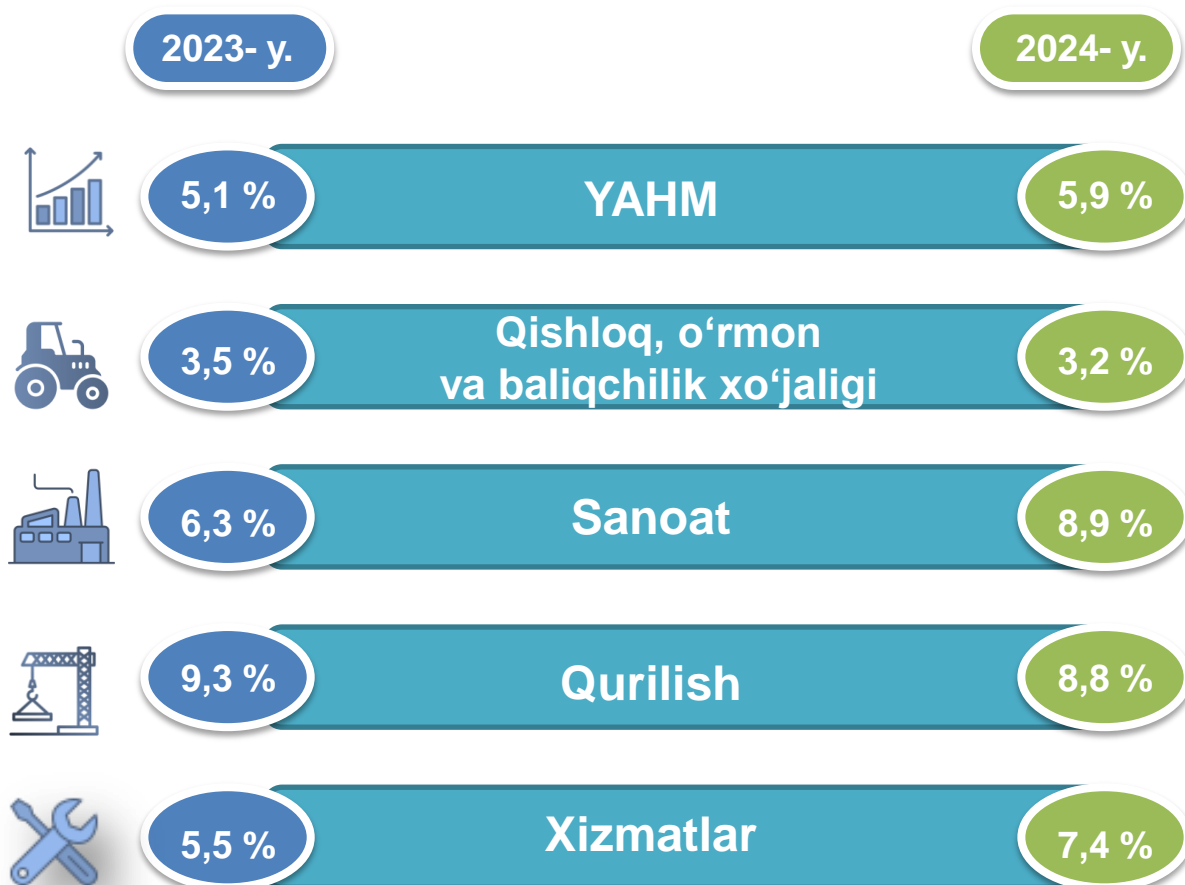 2023- y. 2024- y.
5,1 % YAHM 5,9 %
3,5 % Qishloq, o‘rmon
va baliqchilik xo‘jaligi 3,2 %
6,3 % Sanoat 8,9 %
9,3 % Qurilish 8,8 %
5,5 % Xizmatlar 7,4 %